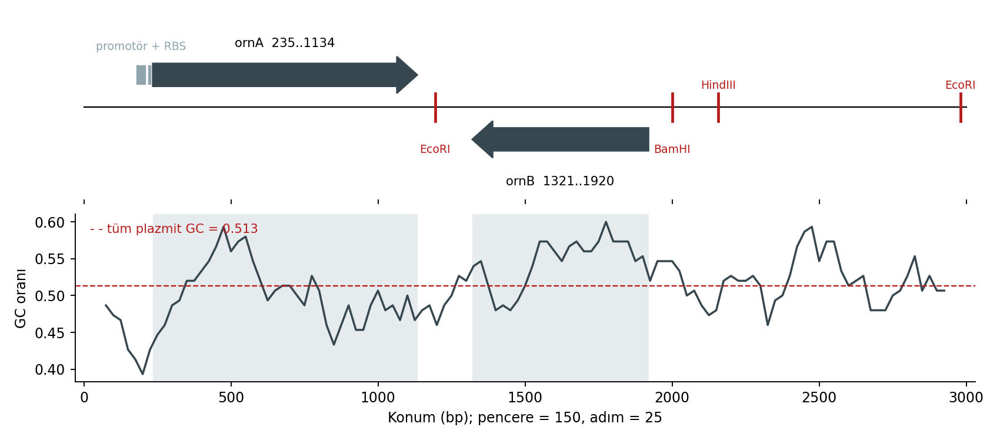 promotör + RBS
ornA  235..1134
HindIII
EcoRI
EcoRI
BamHI
ornB  1321..1920
- - tüm plazmit GC = 0.513
GC oranı
0.60
0.55
0.50
0.45
0.40
0
500
1000
1500
2000
2500
3000
Konum (bp); pencere = 150, adım = 25